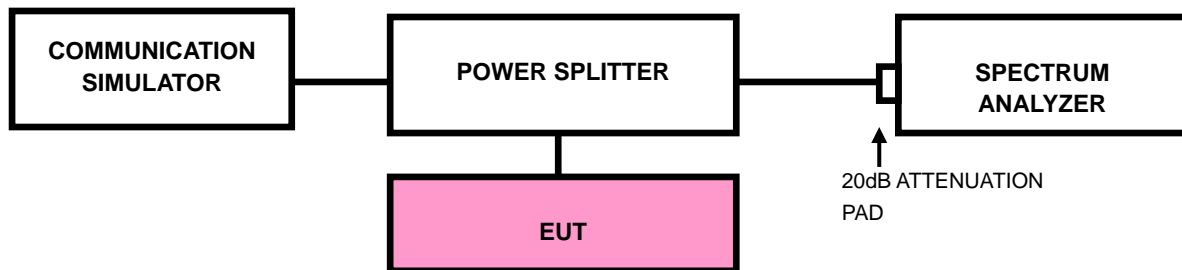 COMMUNICATION
SIMULATOR
POWER SPLITTER
SPECTRUM
ANALYZER
20dB ATTENUATION
PAD
EUT